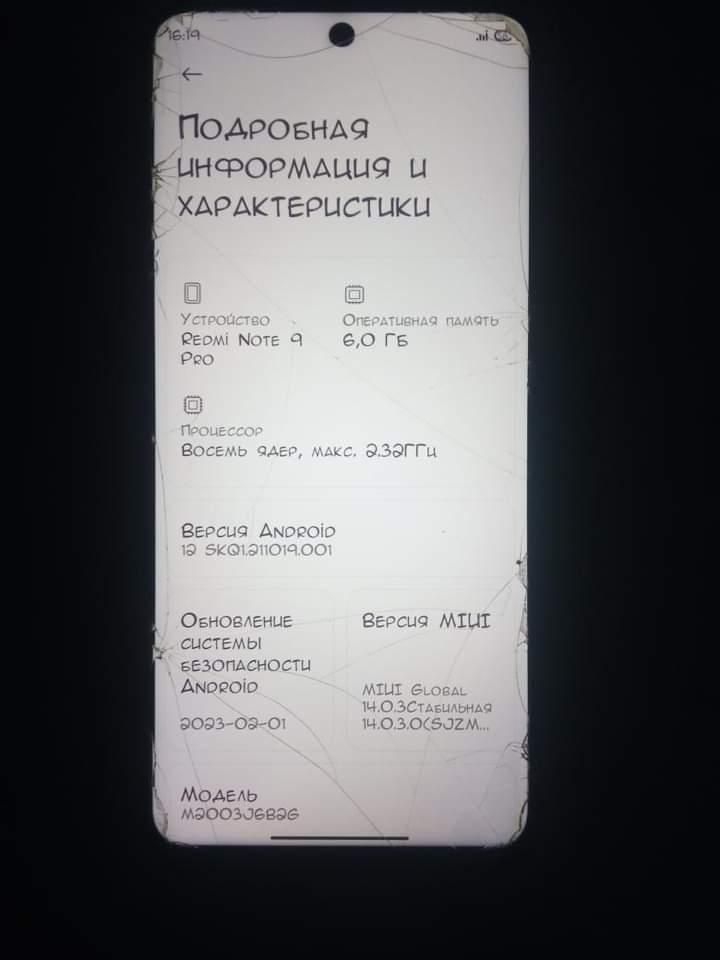 16:19
Подробная
информация и
характеристики
Устройство
Redmi Note 9
Pro
Оперативная память
6,0 ГБ
Процессор
Восемь ядер, макс. 2.32ГГц
Версия Android
12 SKQ1.211019.001
Обновление
системы
безопасности
Android
2023-02-01
Версия MIUI
MIUI Global
14.0.3Стабильная
14.0.3.0(SJZM...
Модель
M2003J6B2G